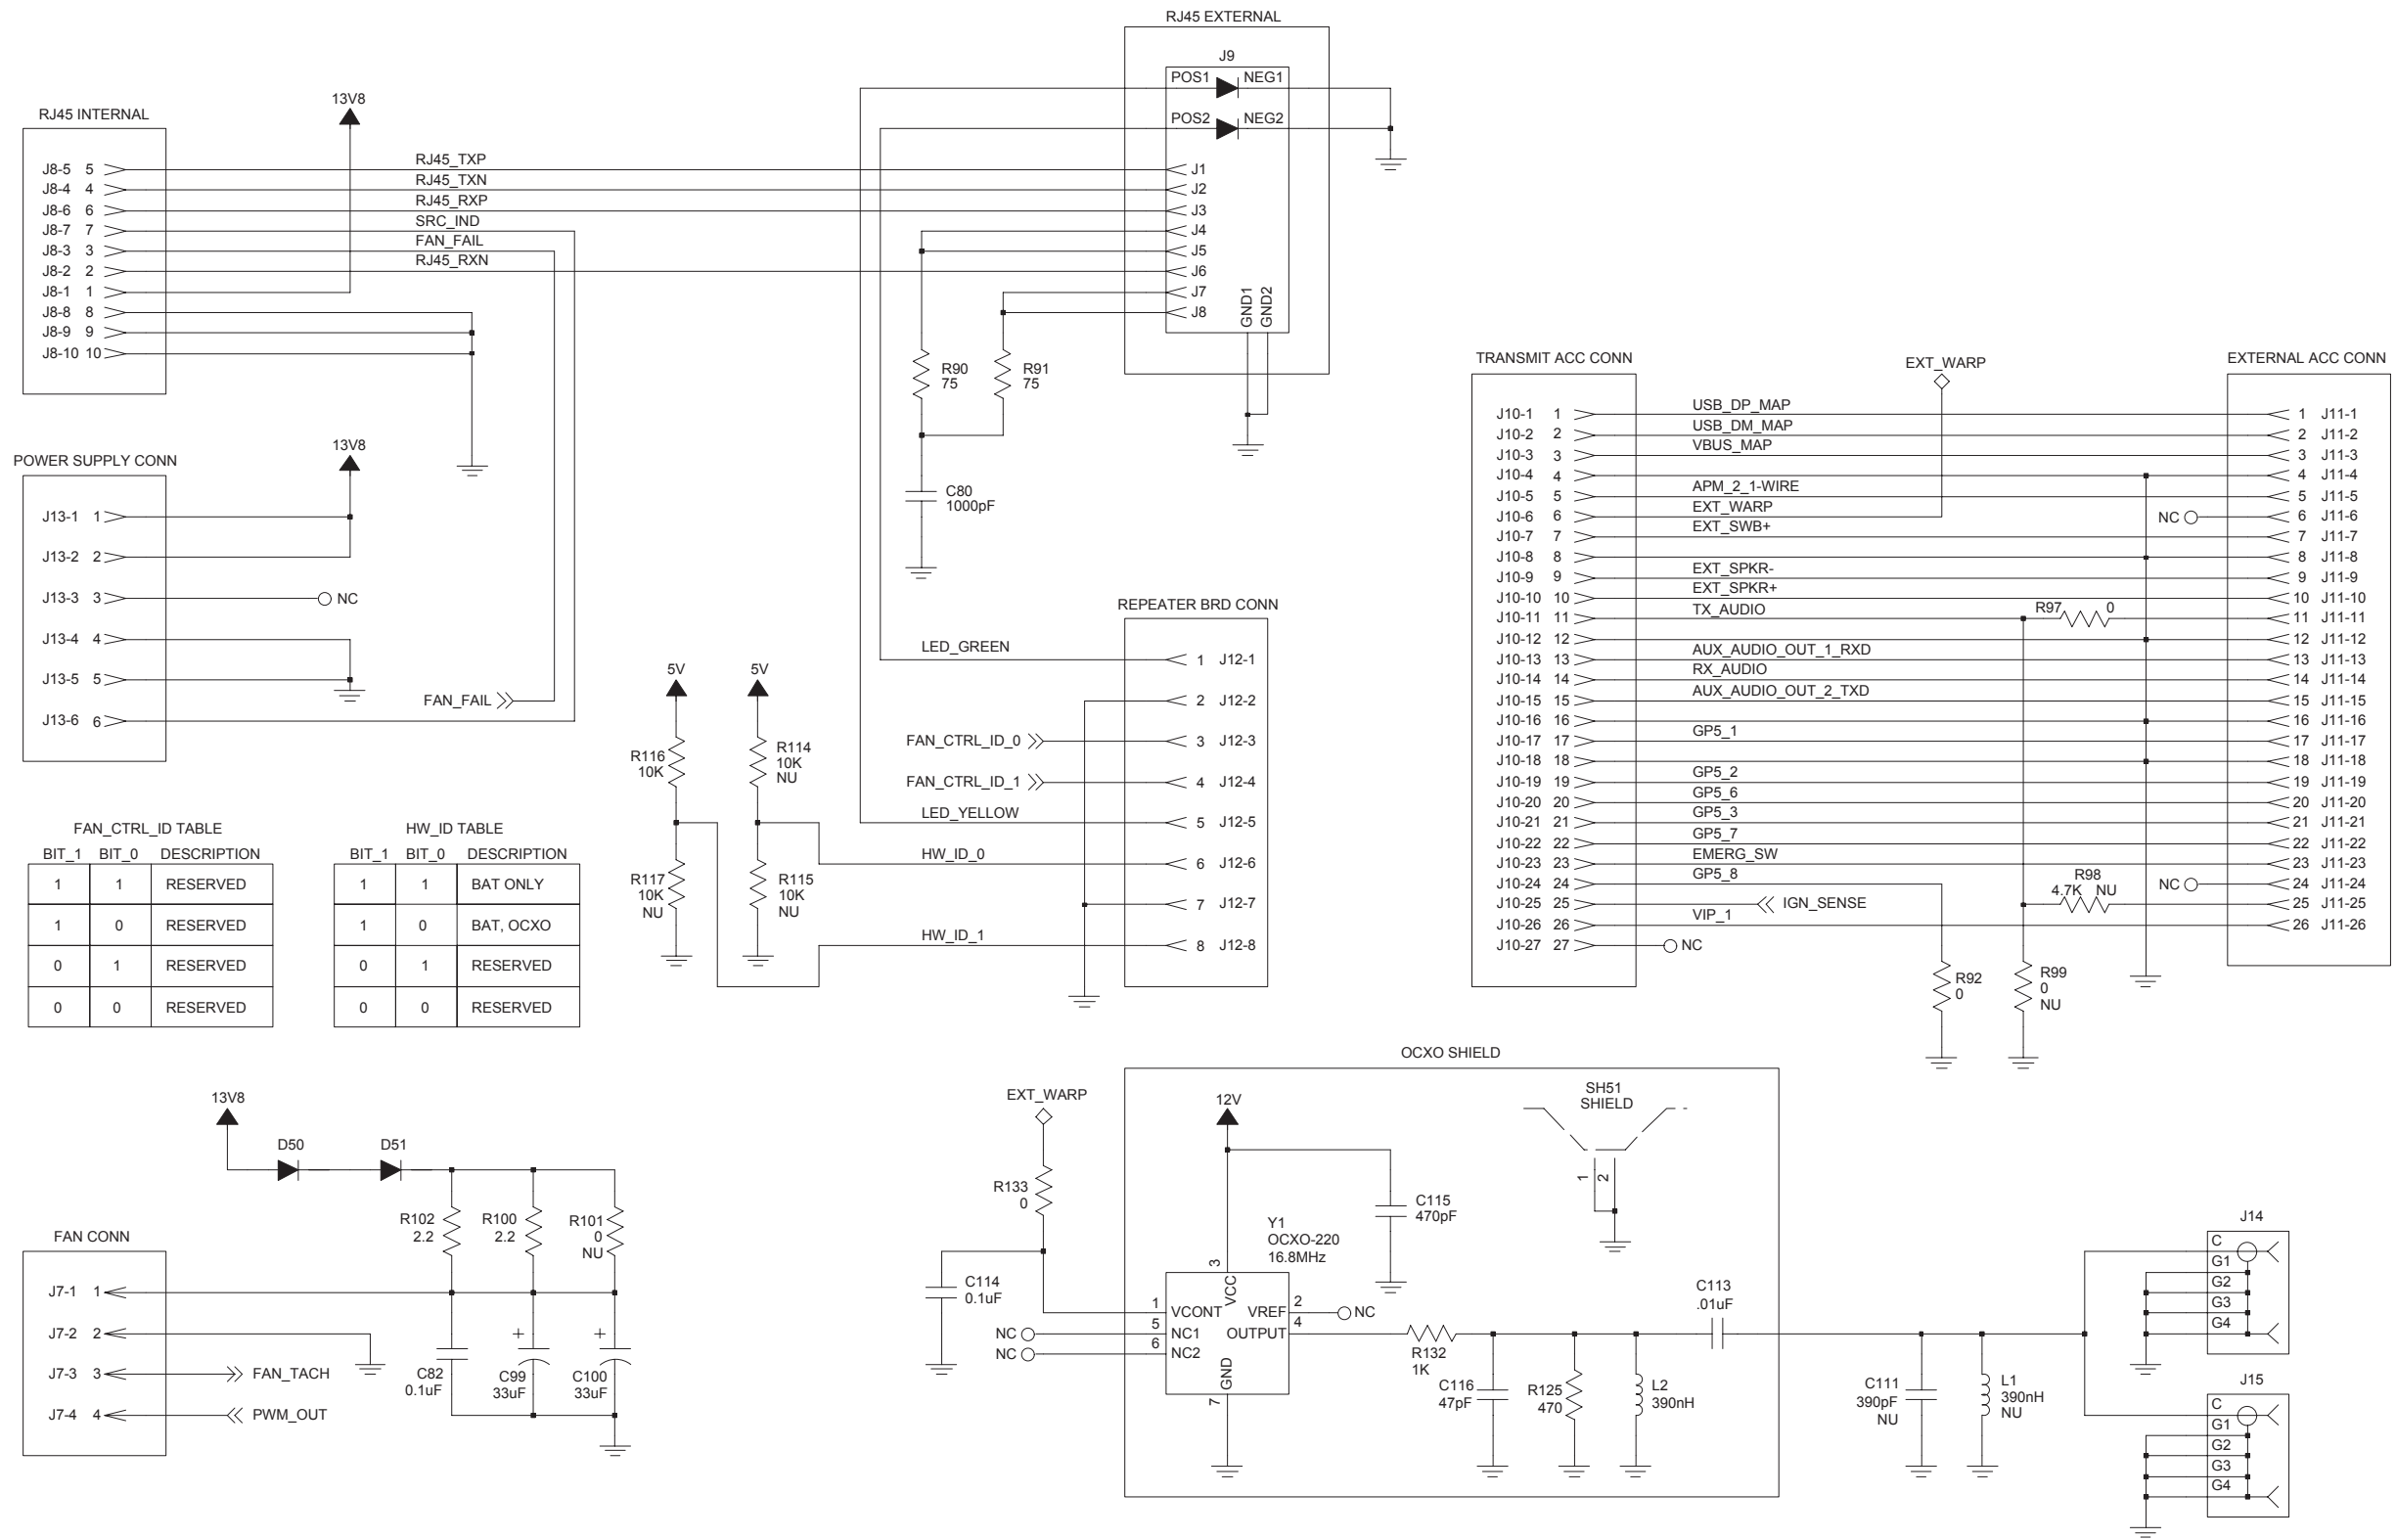 RJ45 EXTERNAL
J9
POS1 NEG1
POS2 NEG2
J1
J2
J3
J4
J5
J6
J7
J8
GND1
GND2
13V8
RJ45 INTERNAL
J8-5 5
J8-4 4
J8-6 6
J8-7 7
J8-3 3
J8-2 2
J8-1 1
J8-8 8
J8-9 9
J8-10 10
RJ45_TXP
RJ45_TXN
RJ45_RXP
SRC_IND
FAN_FAIL
RJ45_RXN
R90
75
R91
75
C80
1000pF
13V8
POWER SUPPLY CONN
J13-1 1
J13-2 2
J13-3 3 NC
J13-4 4
J13-5 5
J13-6 6
FAN_FAIL
REPEATER BRD CONN
LED_GREEN 1 J12-1
2 J12-2
FAN_CTRL_ID_0 3 J12-3
FAN_CTRL_ID_1 4 J12-4
LED_YELLOW 5 J12-5
HW_ID_0 6 J12-6
7 J12-7
HW_ID_1 8 J12-8
5V
R116
10K
R117
10K
NU
5V
R114
10K
NU
R115
10K
NU
TRANSMIT ACC CONN
EXT_WARP
EXTERNAL ACC CONN
J10-1 1 USB_DP_MAP 1 J11-1
J10-2 2 USB_DM_MAP 2 J11-2
J10-3 3 VBUS_MAP 3 J11-3
J10-4 4 4 J11-4
J10-5 5 APM_2_1-WIRE 5 J11-5
J10-6 6 EXT_WARP NC 6 J11-6
J10-7 7 EXT_SWB+ 7 J11-7
J10-8 8 8 J11-8
J10-9 9 EXT_SPKR- 9 J11-9
J10-10 10 EXT_SPKR+ 10 J11-10
J10-11 11 TX_AUDIO R97 0 11 J11-11
J10-12 12 12 J11-12
J10-13 13 AUX_AUDIO_OUT_1_RXD 13 J11-13
J10-14 14 RX_AUDIO 14 J11-14
J10-15 15 AUX_AUDIO_OUT_2_TXD 15 J11-15
J10-16 16 16 J11-16
J10-17 17 GP5_1 17 J11-17
J10-18 18 18 J11-18
J10-19 19 GP5_2 19 J11-19
J10-20 20 GP5_6 20 J11-20
J10-21 21 GP5_3 21 J11-21
J10-22 22 GP5_7 22 J11-22
J10-23 23 EMERG_SW 23 J11-23
J10-24 24 GP5_8 NC 24 J11-24
J10-25 25 IGN_SENSE 25 J11-25
J10-26 26 VIP_1 26 J11-26
J10-27 27 NC
R98
4.7K NU
R92
0
R99
0
NU
FAN_CTRL_ID TABLE
BIT_1 BIT_0 DESCRIPTION
1 1 RESERVED
1 0 RESERVED
0 1 RESERVED
0 0 RESERVED
HW_ID TABLE
BIT_1 BIT_0 DESCRIPTION
1 1 BAT ONLY
1 0 BAT, OCXO
0 1 RESERVED
0 0 RESERVED
13V8
D50
D51
R102
2.2
R100
2.2
R101
0
NU
FAN CONN
J7-1 1
J7-2 2
J7-3 3 FAN_TACH
J7-4 4 PWM_OUT
C82
0.1uF
+
C99
33uF
+
C100
33uF
OCXO SHIELD
EXT_WARP
R133
0
C114
0.1uF
12V
C115
470pF
SH51
SHIELD
1
2
Y1
OCXO-220
16.8MHz
3
VCC
1 VCONT
VREF 2 NC
NC 5 NC1
OUTPUT 4
NC 6 NC2
GND
7
R132
1K
C116
47pF
R125
470
L2
390nH
C113
.01uF
C111
390pF
NU
L1
390nH
NU
J14
C
G1
G2
G3
G4
J15
C
G1
G2
G3
G4